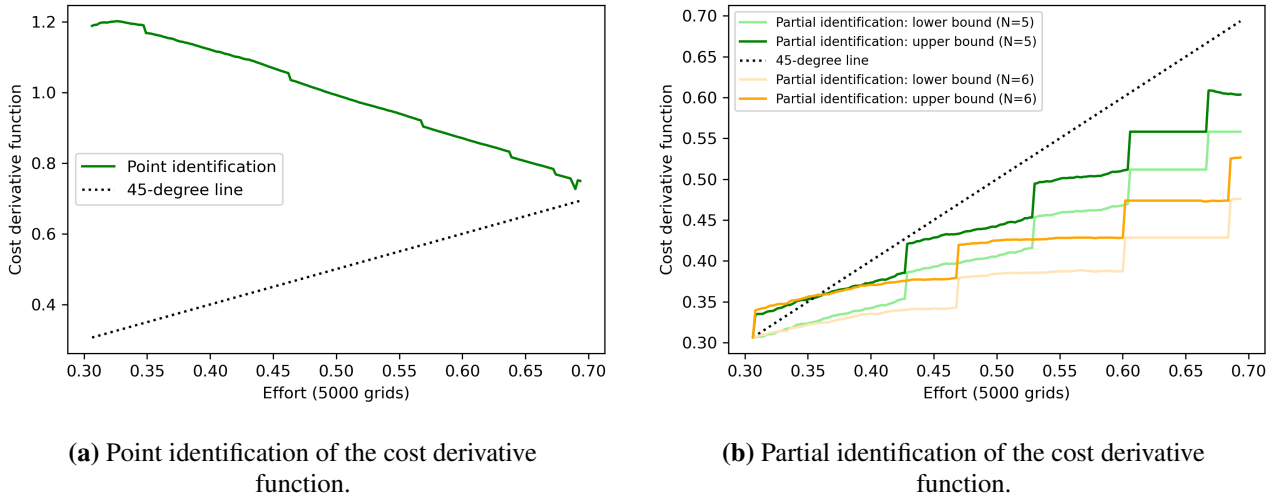 1.2
1.0
0.8
0.6
0.4
Cost derivative function
Point identification
45-degree line
0.30 0.35 0.40 0.45 0.50 0.55 0.60 0.65 0.70
Effort (5000 grids)
(a) Point identification of the cost derivative
function.
0.70
0.65
0.60
0.55
0.50
0.45
0.40
0.35
0.30
Cost derivative function
Partial identification: lower bound (N=5)
Partial identification: upper bound (N=5)
45-degree line
Partial identification: lower bound (N=6)
Partial identification: upper bound (N=6)
0.30 0.35 0.40 0.45 0.50 0.55 0.60 0.65 0.70
Effort (5000 grids)
(b) Partial identification of the cost derivative
function.